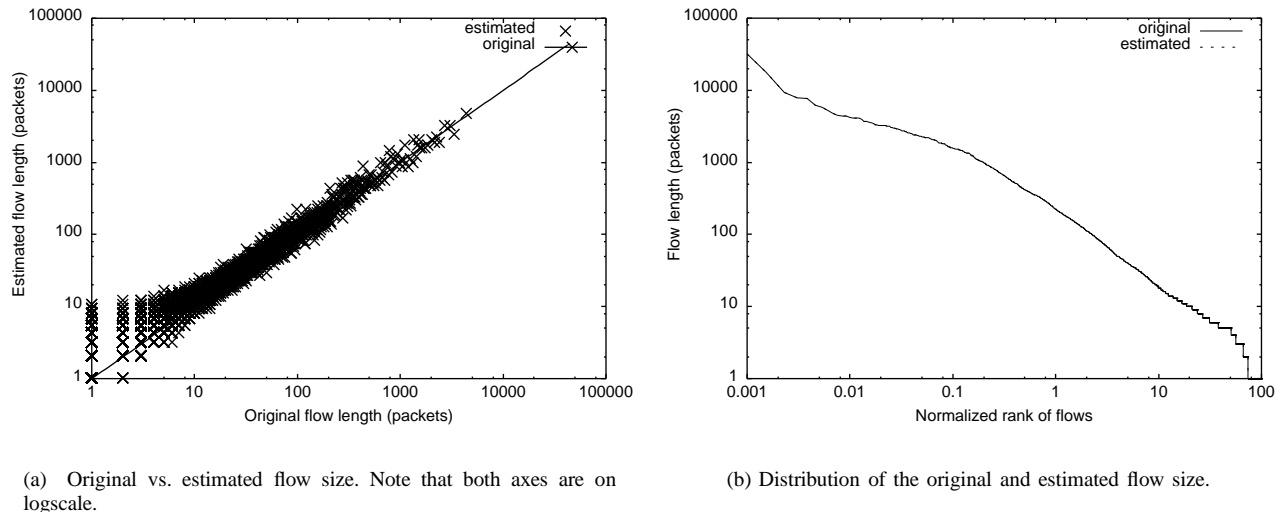 100000
10000
1000
100
10
1
1
10
100
1000
10000
100000
Estimated flow length (packets)
Original flow length (packets)
estimated
original
100000
10000
1000
100
10
1
0.001
0.01
0.1
1
10
100
Flow length (packets)
Normalized rank of flows
original
estimated
(a) Original vs. estimated flow size. Note that both axes are on
logscale.
(b) Distribution of the original and estimated flow size.